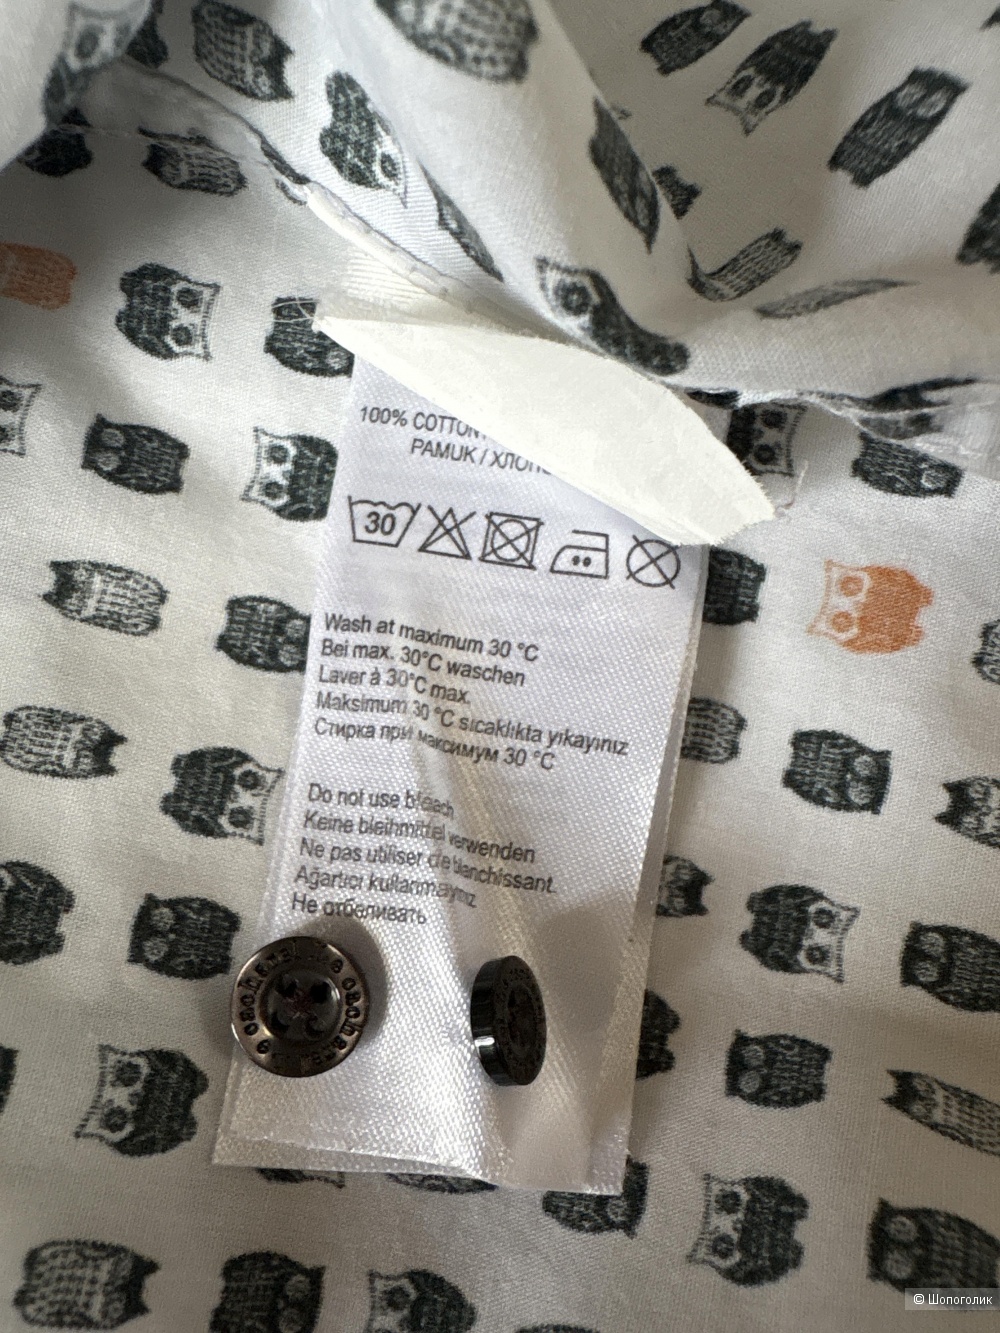 100% COTTON
PAMUK /
30
Wash at maximum 30 °C
Bei max. 30°C waschen
Laver à 30°C max.
Maksimum 30 °C sıcaklıkta yıkayınız
Стирка при максимум 30 °C
Do not use bleach
Keine bleihmittel verwenden
Ne pas utiliser de blanchissant.
Ağartıcı kullanmayınız
Не отбеливать
© Шопоголик